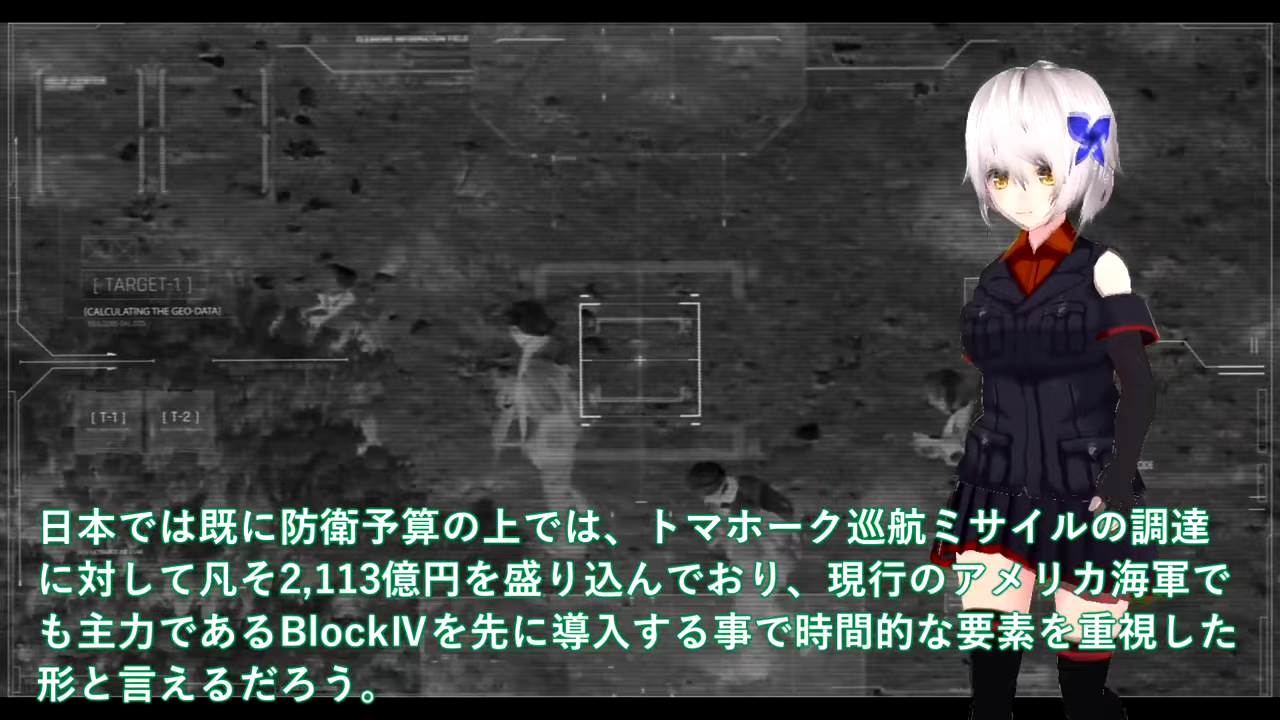 [ TARGET-1 ]
[CALCULATING THE GEO-DATA]
[ T-1 ]
[ T-2 ]
日本では既に防衛予算の上では、トマホーク巡航ミサイルの調達
に対して凡そ2,113億円を盛り込んでおり、現行のアメリカ海軍で
も主力であるBlockⅣを先に導入する事で時間的な要素を重視した
形と言えるだろう。